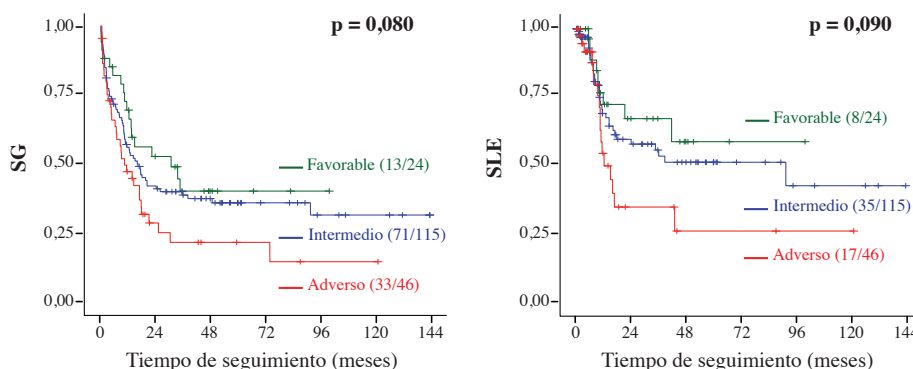 p = 0,080
1,00
0,75
0,50
0,25
0,00
SG
Favorable (13/24)
Intermedio (71/115)
Adverso (33/46)
0 24 48 72 96 120 144
Tiempo de seguimiento (meses)
p = 0,090
1,00
0,75
0,50
0,25
0,00
SLE
Favorable (8/24)
Intermedio (35/115)
Adverso (17/46)
0 24 48 72 96 120 144
Tiempo de seguimiento (meses)